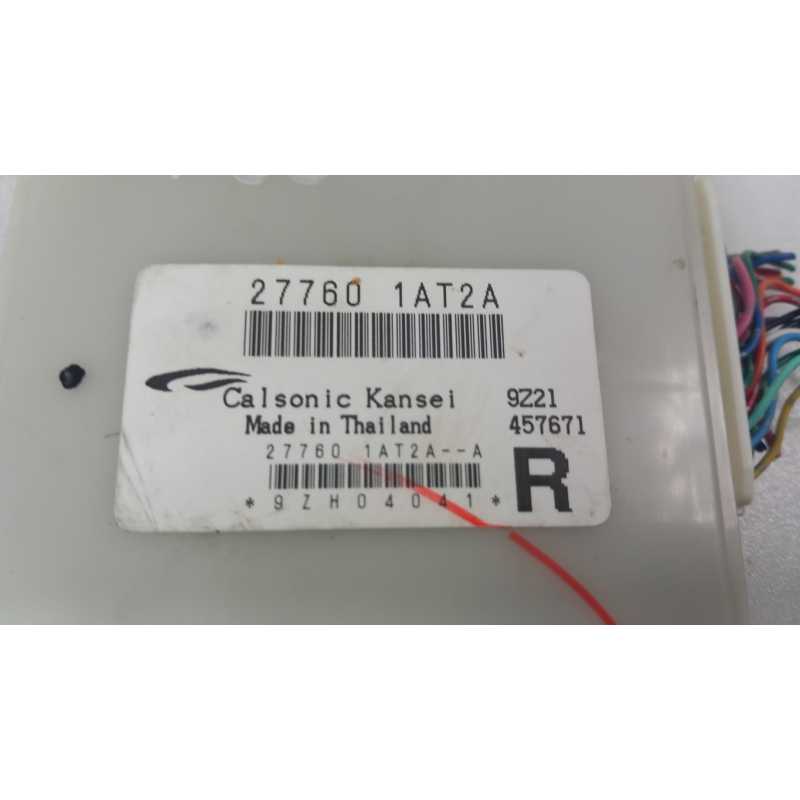 27760 1AT2A
Calsonic Kansei 9Z21
Made in Thailand 457671
27760 1AT2A--A
*9ZH04041*
R